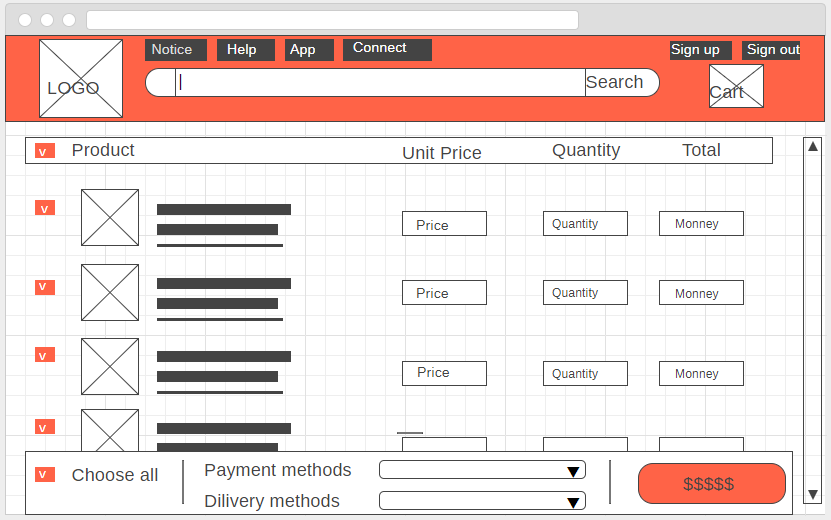 Notice Help App Connect Sign up Sign out
LOGO Search Cart
v Product Unit Price Quantity Total
v Price Quantity Monney
v Price Quantity Monney
v Price Quantity Monney
v
v Choose all Payment methods $$$$$
Dilivery methods